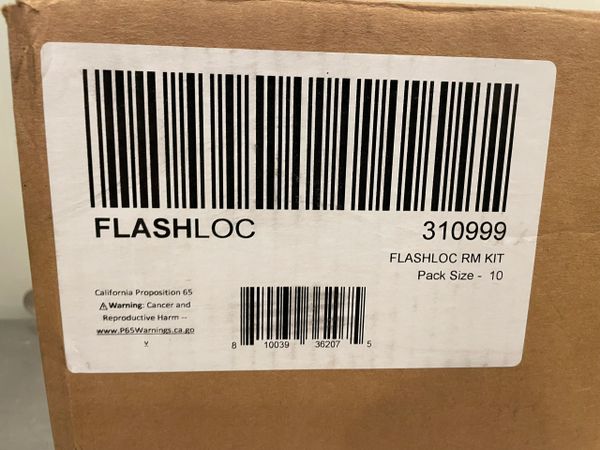 FLASHLOC
310999
FLASHLOC RM KIT
Pack Size - 10
California Proposition 65
⚠Warning: Cancer and
Reproductive Harm --
www.P65Warnings.ca.go
v
8 10039 36207 5